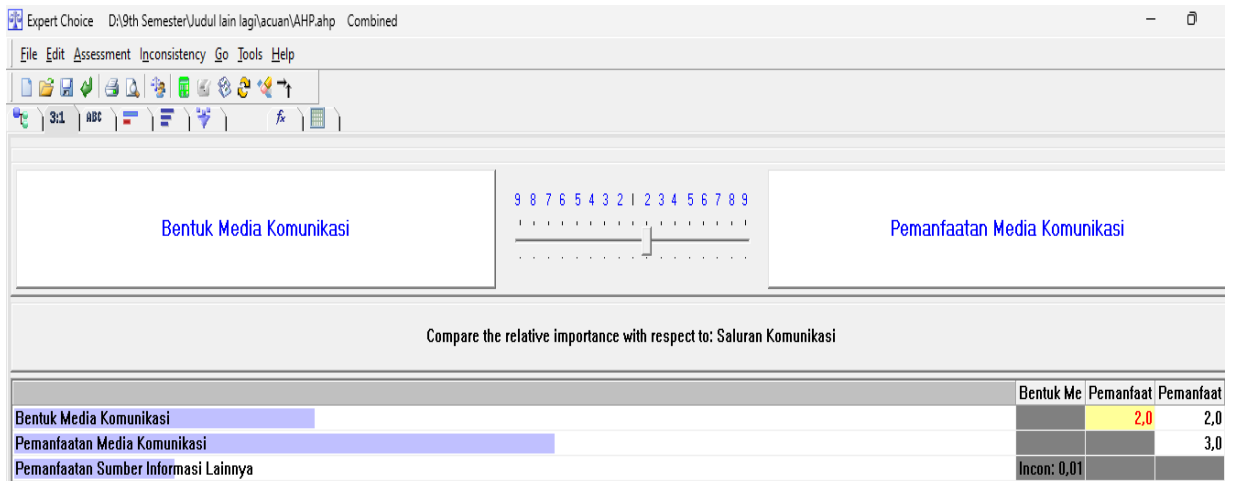 Expert Choice D:\9th Semester\Judul lain lagi\acuan\AHP.ahp Combined
File Edit Assessment Inconsistency Go Tools Help
3:1 ABC fx
9 8 7 6 5 4 3 2 1 2 3 4 5 6 7 8 9
Bentuk Media Komunikasi
Pemanfaatan Media Komunikasi
Compare the relative importance with respect to: Saluran Komunikasi
Bentuk Me Pemanfaat Pemanfaat
Bentuk Media Komunikasi 2,0 2,0
Pemanfaatan Media Komunikasi 3,0
Pemanfaatan Sumber Informasi Lainnya Incon: 0,01